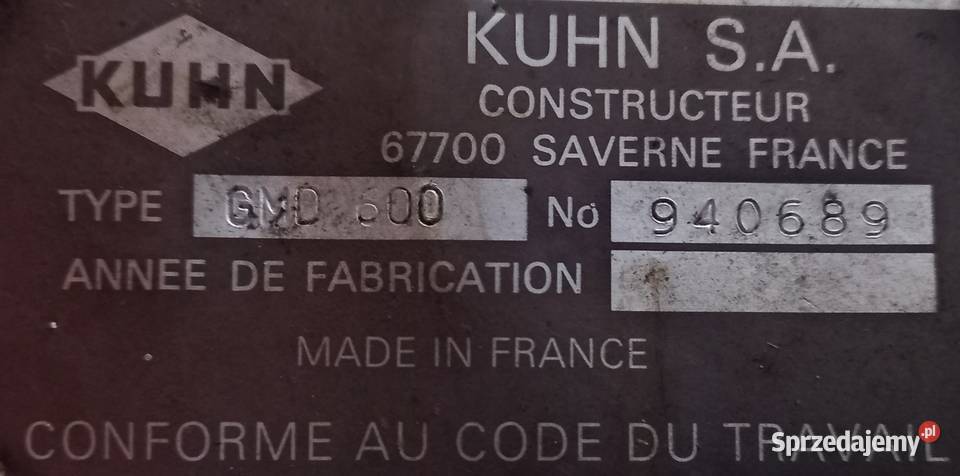 KUHN
KUHN S.A.
CONSTRUCTEUR
67700 SAVERNE FRANCE
TYPE GMD 600 No 940689
ANNEE DE FABRICATION
MADE IN FRANCE
CONFORME AU CODE DU TRAVAIL
Sprzedajemy.pl